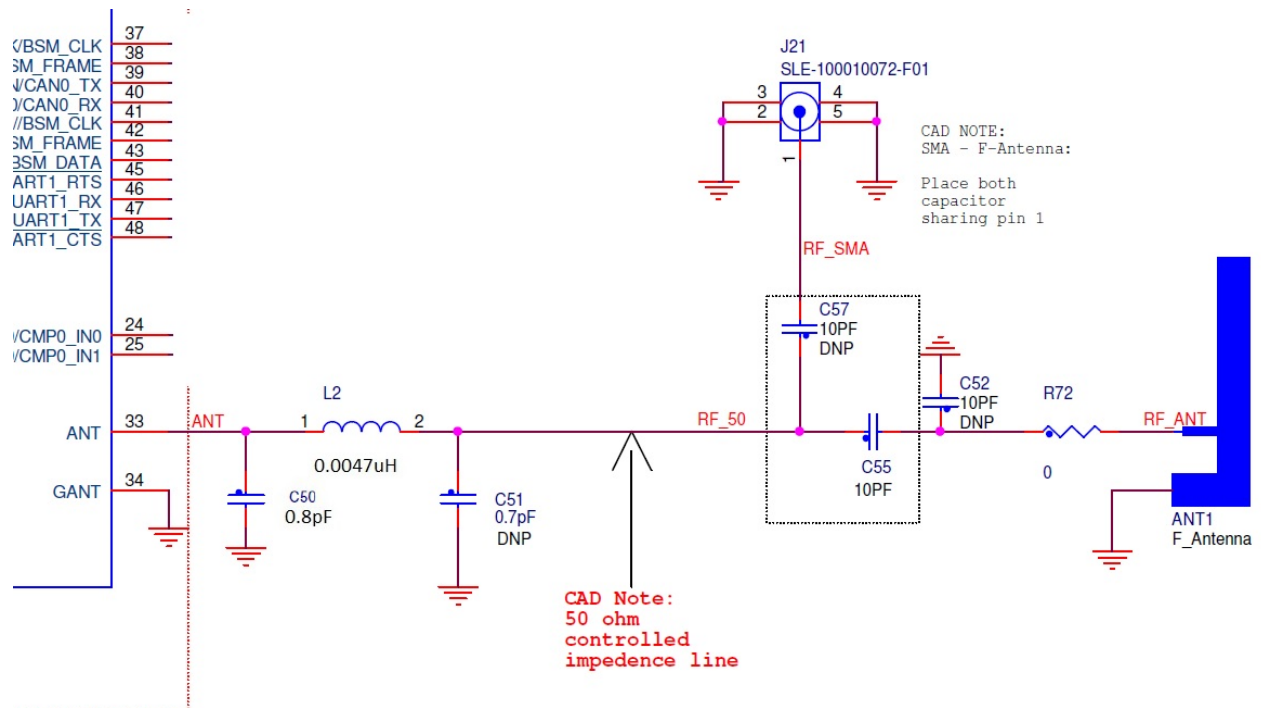 37
K/BSM_CLK
38
SM_FRAME
39
N/CAN0_TX
40
0/CAN0_RX
41
//BSM_CLK
42
SM_FRAME
43
BSM_DATA
45
ART1_RTS
46
UART1_RX
47
UART1_TX
48
ART1_CTS
24
0/CMP0_IN0
25
/CMP0_IN1
33
ANT
34
GANT
ANT
L2
1
2
0.0047uH
C50
0.8pF
C51
0.7pF
DNP
CAD Note:
50 ohm
controlled
impedence line
RF_50
J21
SLE-100010072-F01
3
2
4
5
1
CAD NOTE:
SMA - F-Antenna:
Place both
capacitor
sharing pin 1
RF_SMA
C57
10PF
DNP
C55
10PF
C52
10PF
DNP
R72
0
RF_ANT
ANT1
F_Antenna